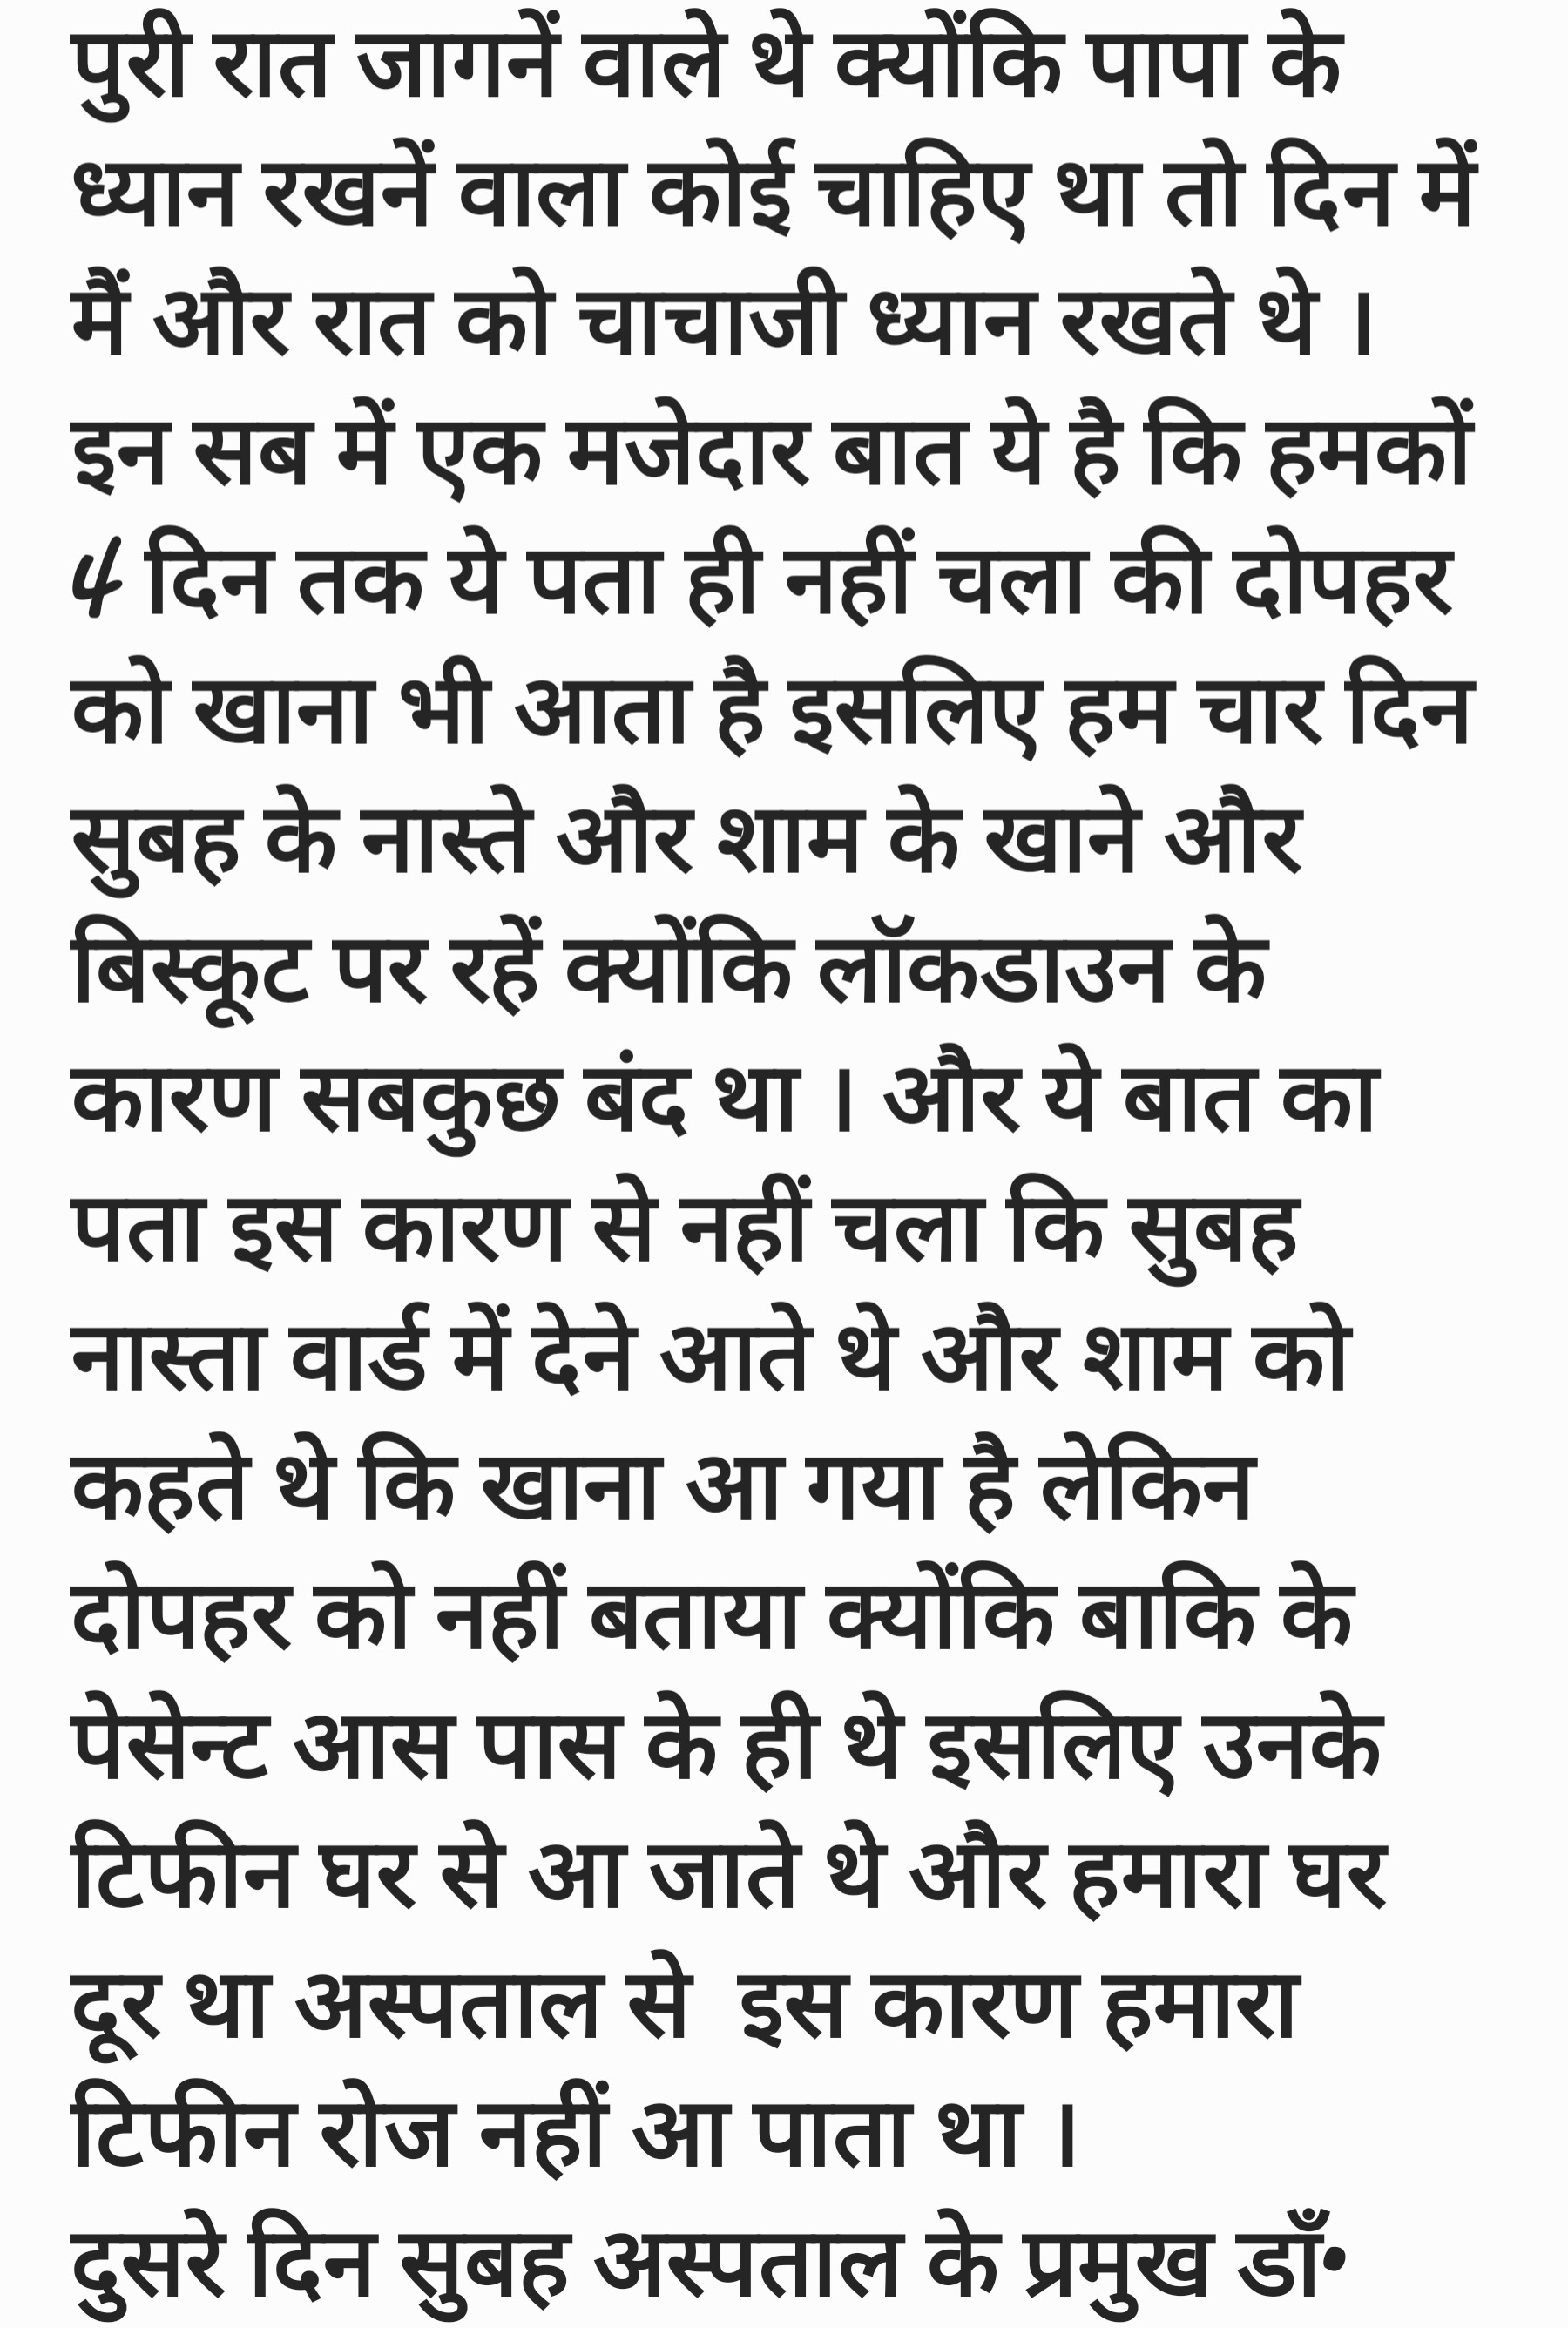 पुरी रात जागनें वाले थे क्योंकि पापा के
ध्यान रखनें वाला कोई चाहिए था तो दिन में
मैं और रात को चाचाजी ध्यान रखते थे ।
इन सब में एक मजेदार बात ये है कि हमकों
4 दिन तक ये पता ही नहीं चला की दोपहर
को खाना भी आता है इसलिए हम चार दिन
सुबह के नास्ते और शाम के खाने और
बिस्कूट पर रहें क्योंकि लॉकडाउन के
कारण सबकुछ बंद था । और ये बात का
पता इस कारण से नहीं चला कि सुबह
नास्ता वार्ड में देने आते थे और शाम को
कहते थे कि खाना आ गया है लेकिन
दोपहर को नहीं बताया क्योंकि बाकि के
पेसेन्ट आस पास के ही थे इसलिए उनके
टिफीन घर से आ जाते थे और हमारा घर
दूर था अस्पताल से  इस कारण हमारा
टिफीन रोज नहीं आ पाता था ।
दुसरे दिन सुबह अस्पताल के प्रमुख डॉं•